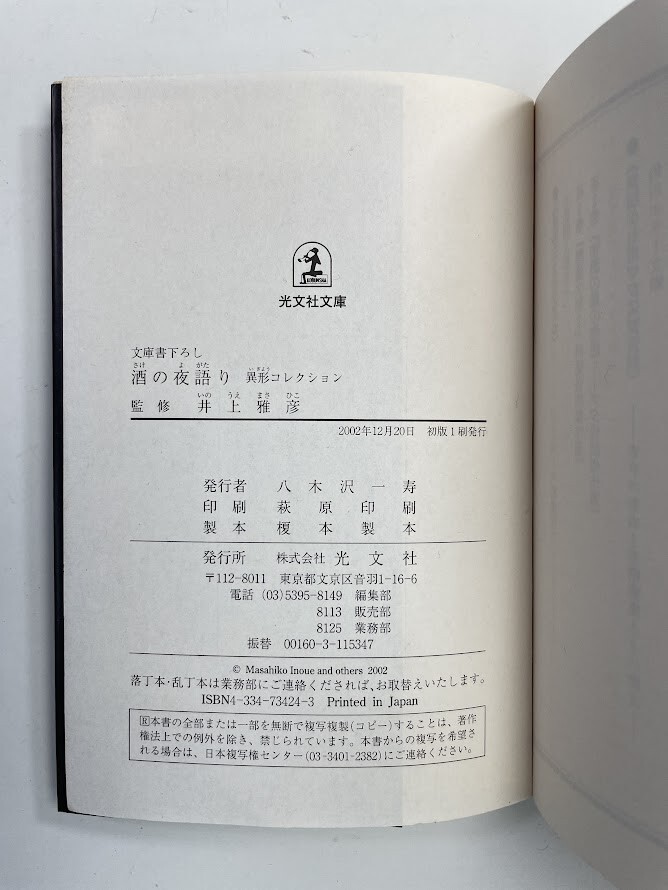 光文社文庫
文庫書下ろし
酒の夜語り 異形コレクション
監修 井上雅彦
2002年12月20日 初版1刷発行
発行者 八木沢一寿
印刷 萩原印刷
製本 榎本製本
発行所 株式会社 光文社
〒112-8011 東京都文京区音羽1-16-6
電話 (03)5395-8149 編集部
8113 販売部
8125 業務部
振替 00160-3-115347
© Masahiko Inoue and others 2002
落丁本・乱丁本は業務部にご連絡くだされば、お取替えいたします。
ISBN4-334-73424-3 Printed in Japan
R本書の全部または一部を無断で複写複製(コピー)することは、著作
権法上での例外を除き、禁じられています。本書からの複写を希望さ
れる場合は、日本複写権センター(03-3401-2382)にご連絡ください。